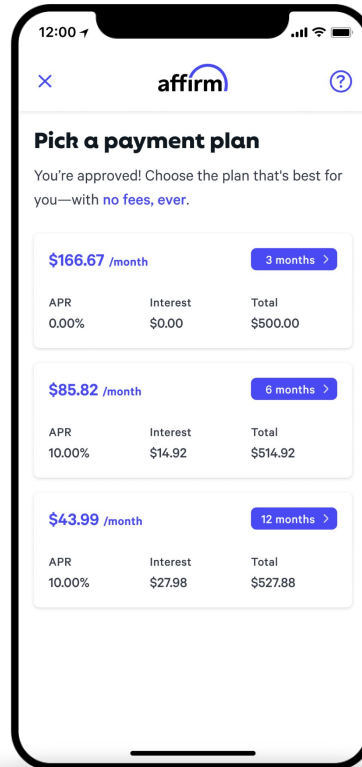 12:00
affirm
Pick a payment plan
You're approved! Choose the plan that's best for
you—with no fees, ever.
$166.67 /month
3 months
APR Interest Total
0.00% $0.00 $500.00
$85.82 /month
6 months
APR Interest Total
10.00% $14.92 $514.92
$43.99 /month
12 months
APR Interest Total
10.00% $27.98 $527.88